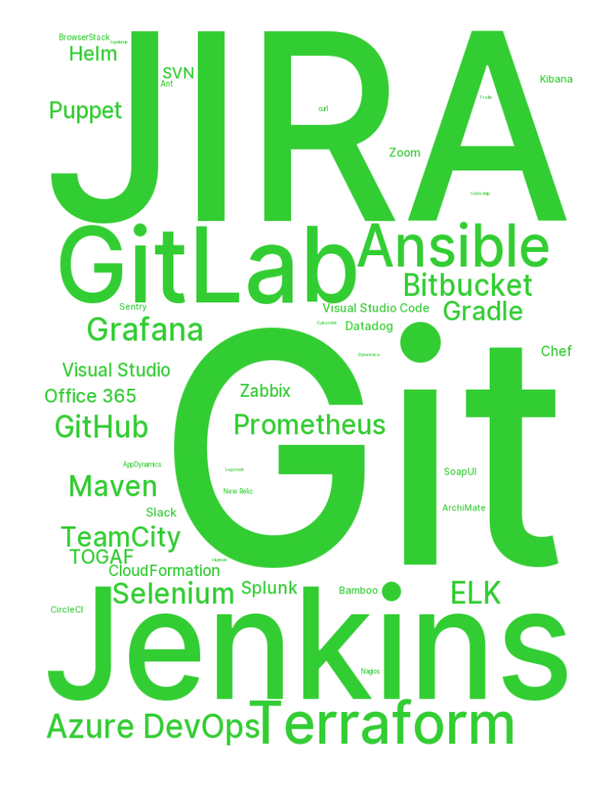 BrowserStack
Helm
JIRA
SVN
Ant
Kibana
Puppet
curl
Zoom
GitLab
Ansible
Bitbucket
Sentry
Visual Studio Code
Gradle
Grafana
Datadog
Git
Chef
Visual Studio
Zabbix
Office 365
GitHub
Prometheus
AppDynamics
SoapUI
Maven
New Relic
Slack
ArchiMate
TeamCity
TOGAF
CloudFormation
Selenium
Splunk
Bamboo
ELK
CircleCI
Jenkins
Nagios
Azure DevOps
Terraform